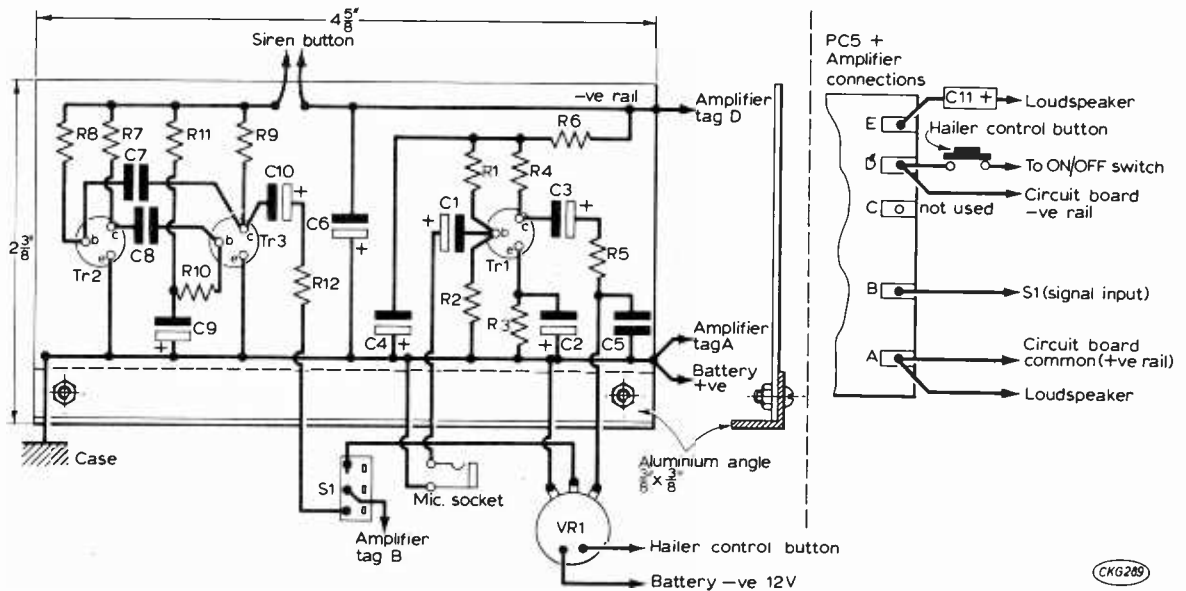 4 5/8"
Siren button
-ve rail
Amplifier
tag D
R8
R7
R11
R9
R6
C7
C10
+
R1
R4
C3
+
C6
+
C1
+
2 3/8"
b
c
C8
b
c
Tr3
b
c
e
Tr1
R5
e
Tr2
e
R10
R12
R2
C9
+
R3
C4
+
C2
+
C5
Amplifier
tag A
Battery
+ve
Case
S1
Mic. socket
Aluminium angle
3/8" x 3/8"
VR1
Amplifier
tag B
Hailer control button
Battery -ve 12V
PC5 +
Amplifier
connections
E
C11 +
Loudspeaker
Hailer control button
D
To ON/OFF switch
Circuit board
-ve rail
C
not used
B
S1 (signal input)
A
Circuit board
common (+ve rail)
Loudspeaker
CKG289